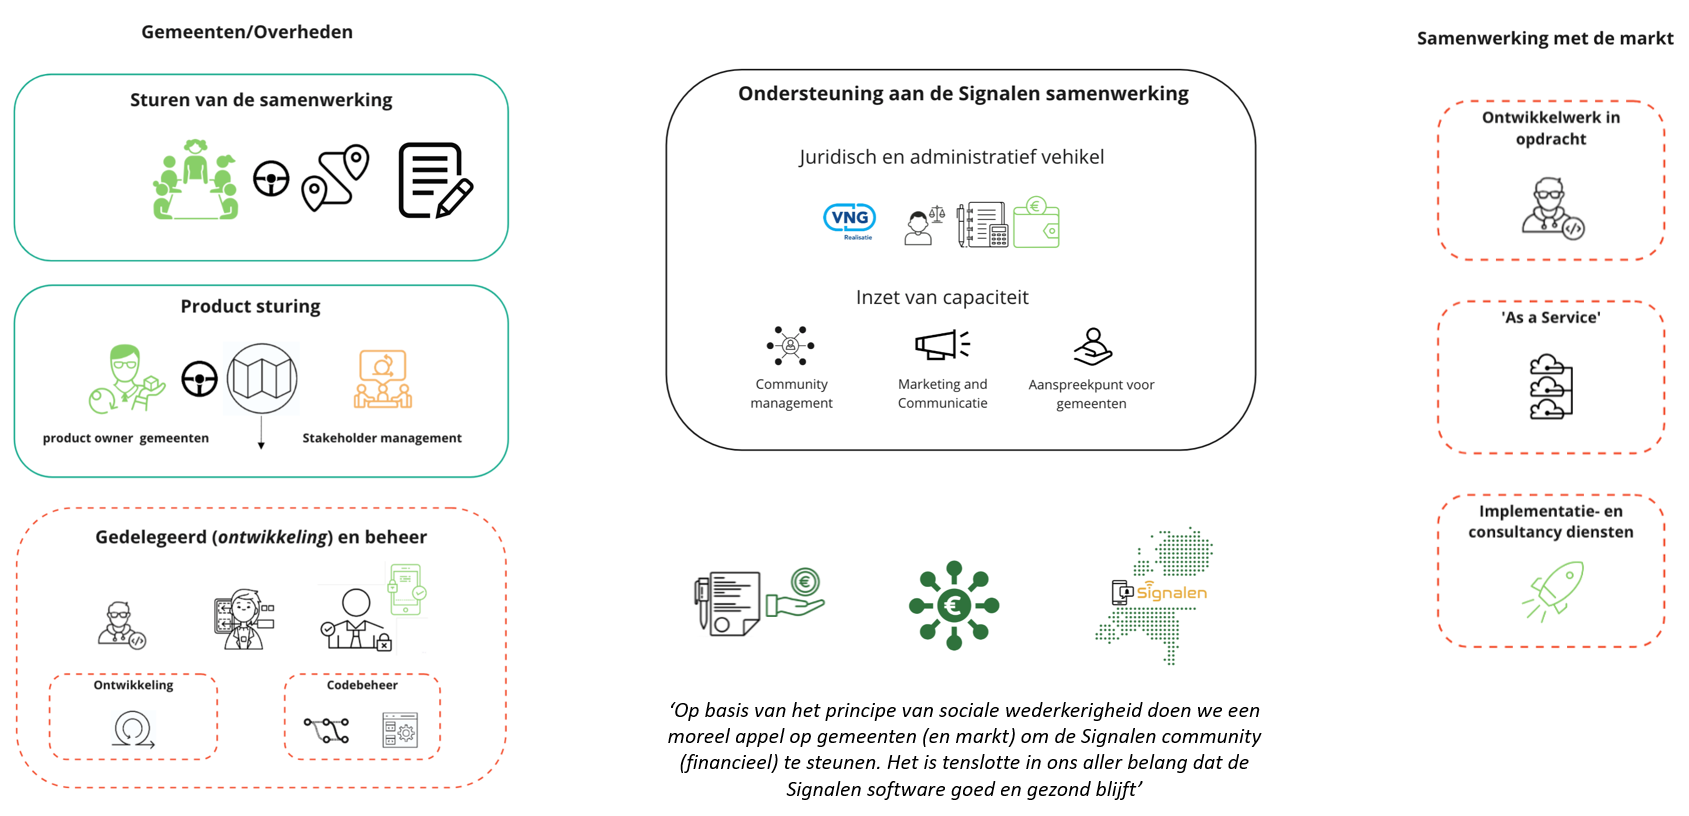 Gemeenten/Overheden
Sturen van de samenwerking
Product sturing
product owner gemeenten
Stakeholder management
Gedelegeerd (ontwikkeling) en beheer
Ontwikkeling
Codebeheer
Ondersteuning aan de Signalen samenwerking
Juridisch en administratief vehikel
VNG
Realisatie
€
Inzet van capaciteit
Community
management
Marketing and
Communicatie
Aanspreekpunt voor
gemeenten
€
€
Signalen
‘Op basis van het principe van sociale wederkerigheid doen we een
moreel appel op gemeenten (en markt) om de Signalen community
(financieel) te steunen. Het is tenslotte in ons aller belang dat de
Signalen software goed en gezond blijft’
Samenwerking met de markt
Ontwikkelwerk in
opdracht
</>
'As a Service'
Implementatie- en
consultancy diensten